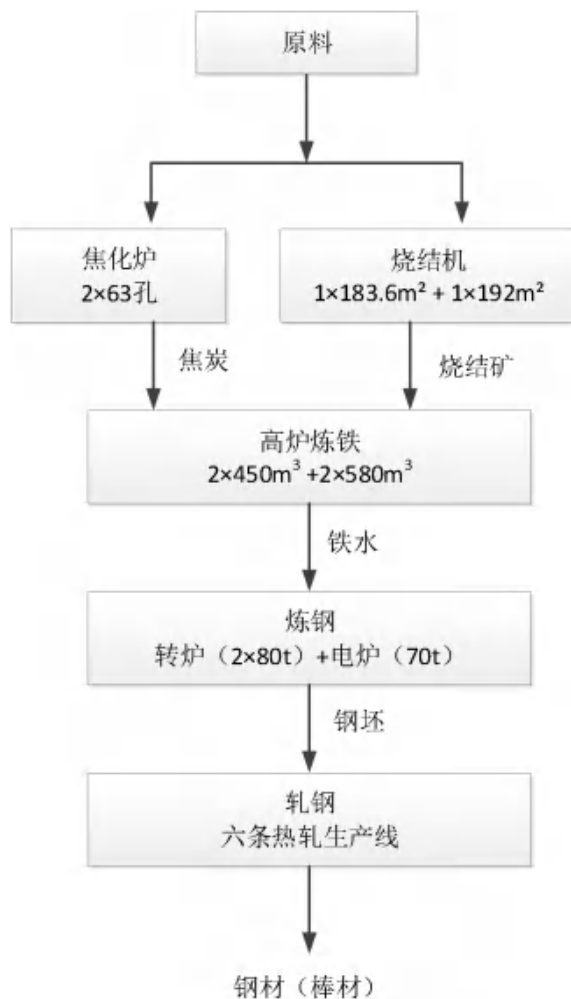 原料
焦化炉
2×63孔
烧结机
1×183.6m² + 1×192m²
焦炭
烧结矿
高炉炼铁
2×450m³ +2×580m³
铁水
炼钢
转炉（2×80t）+电炉（70t）
钢坯
轧钢
六条热轧生产线
钢材（棒材）